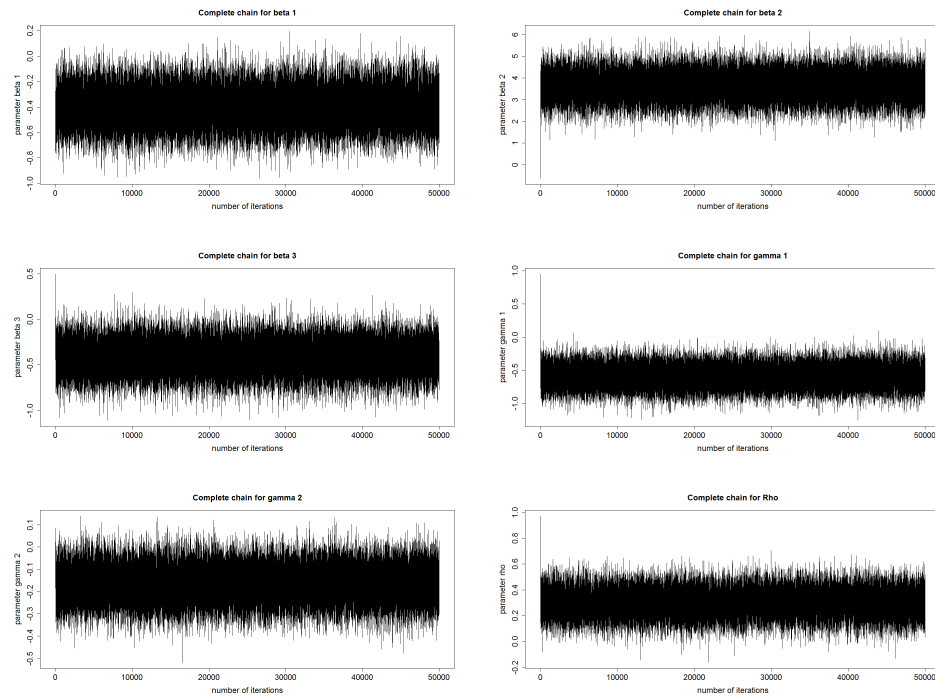 Complete chain for beta 1
parameter beta 1
0.2
0.0
-0.2
-0.4
-0.6
-0.8
-1.0
0 10000 20000 30000 40000 50000
number of iterations
Complete chain for beta 2
parameter beta 2
6
5
4
3
2
1
0
0 10000 20000 30000 40000 50000
number of iterations
Complete chain for beta 3
parameter beta 3
0.5
0.0
-0.5
-1.0
0 10000 20000 30000 40000 50000
number of iterations
Complete chain for gamma 1
parameter gamma 1
1.0
0.5
0.0
-0.5
-1.0
0 10000 20000 30000 40000 50000
number of iterations
Complete chain for gamma 2
parameter gamma 2
0.1
0.0
-0.1
-0.2
-0.3
-0.4
-0.5
0 10000 20000 30000 40000 50000
number of iterations
Complete chain for Rho
parameter rho
1.0
0.8
0.6
0.4
0.2
0.0
-0.2
0 10000 20000 30000 40000 50000
number of iterations